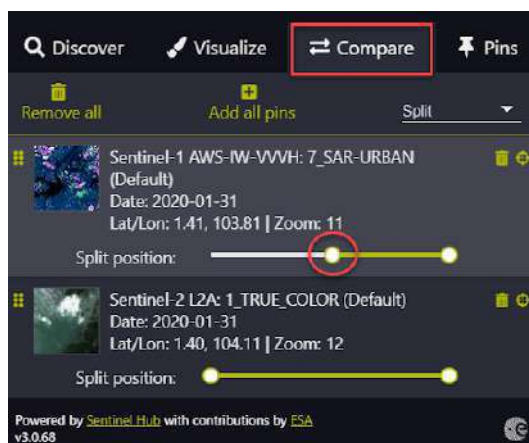 Discover Visualize Compare Pins
Remove all Add all pins Split
Sentinel-1 AWS-IW-VVVH: 7_SAR-URBAN
(Default)
Date: 2020-01-31
Lat/Lon: 1.41, 103.81 | Zoom: 11
Split position:
Sentinel-2 L2A: 1_TRUE_COLOR (Default)
Date: 2020-01-31
Lat/Lon: 1.40, 104.11 | Zoom: 12
Split position:
Powered by Sentinel Hub with contributions by ESA
v3.0.68